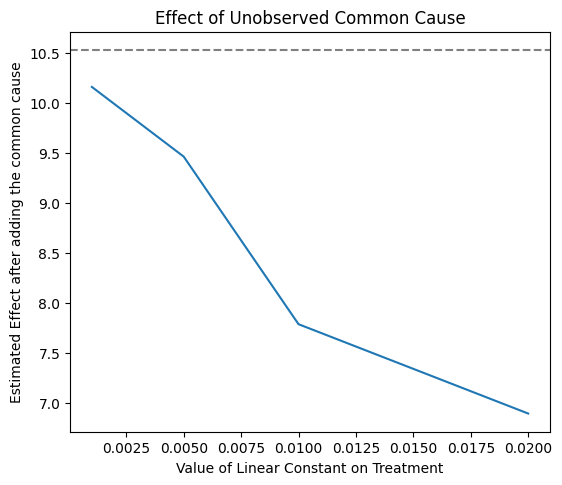 Effect of Unobserved Common Cause
Estimated Effect after adding the common cause
10.5
10.0
9.5
9.0
8.5
8.0
7.5
7.0
0.0025 0.0050 0.0075 0.0100 0.0125 0.0150 0.0175 0.0200
Value of Linear Constant on Treatment